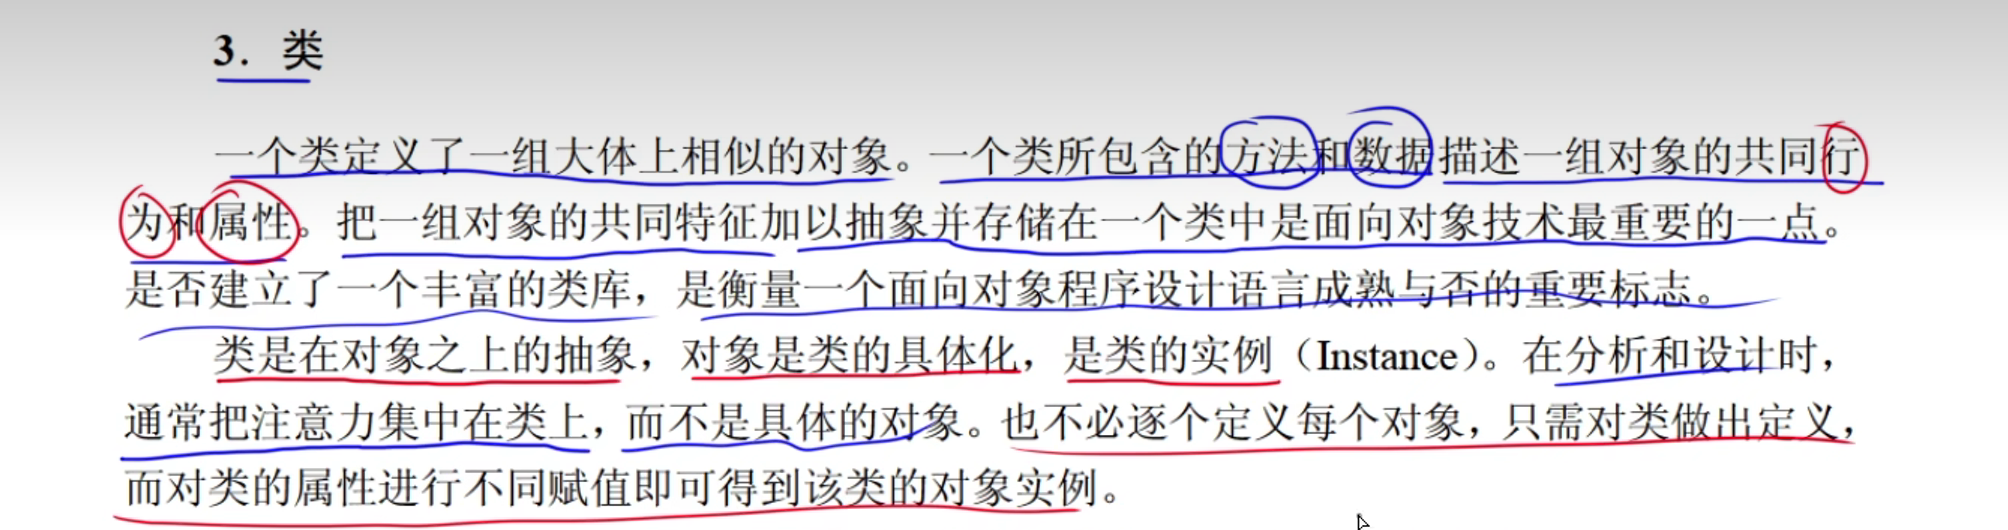 3. 类
一个类定义了一组大体上相似的对象。一个类所包含的方法和数据描述一组对象的共同行
为和属性。把一组对象的共同特征加以抽象并存储在一个类中是面向对象技术最重要的一点。
是否建立了一个丰富的类库，是衡量一个面向对象程序设计语言成熟与否的重要标志。
类是在对象之上的抽象，对象是类的具体化，是类的实例（Instance）。在分析和设计时，
通常把注意力集中在类上，而不是具体的对象。也不必逐个定义每个对象，只需对类做出定义，
而对类的属性进行不同赋值即可得到该类的对象实例。